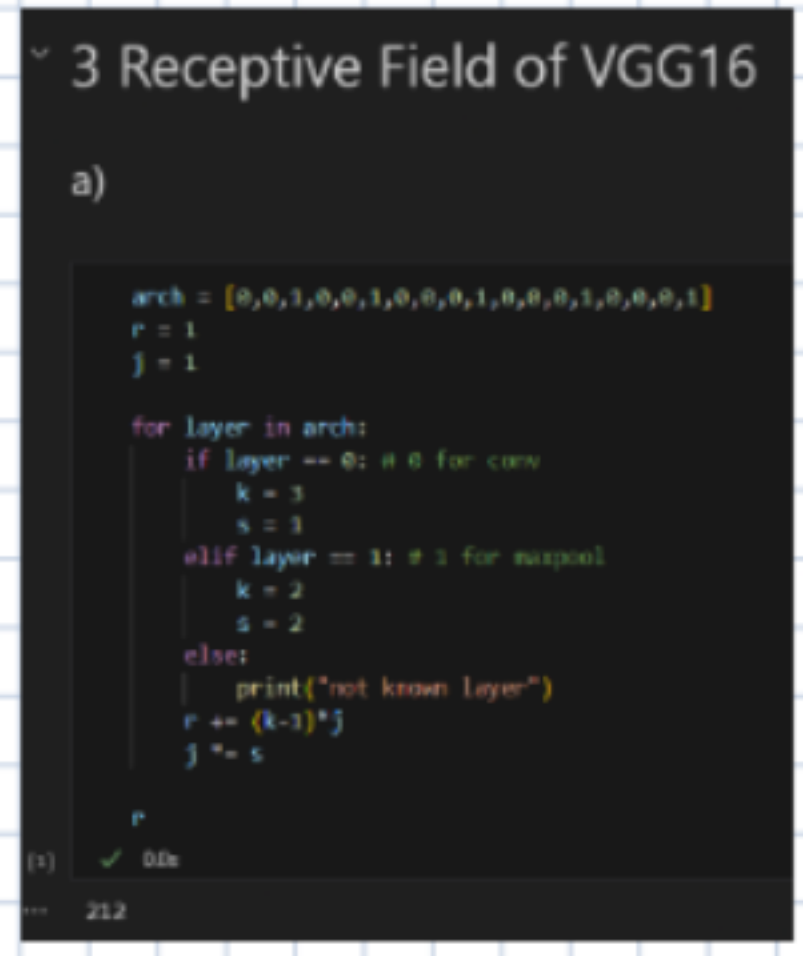 3 Receptive Field of VGG16
a)
arch = [0,0,1,0,0,1,0,0,0,1,0,0,0,1,0,0,0,1]
r = 1
j = 1
for layer in arch:
if layer == 0: # 0 for conv
k = 3
s = 1
elif layer == 1: # 1 for maxpool
k = 2
s = 2
else:
print("not known layer")
r += (k-1)*j
j *= s
r
[1] 0.0s
... 212